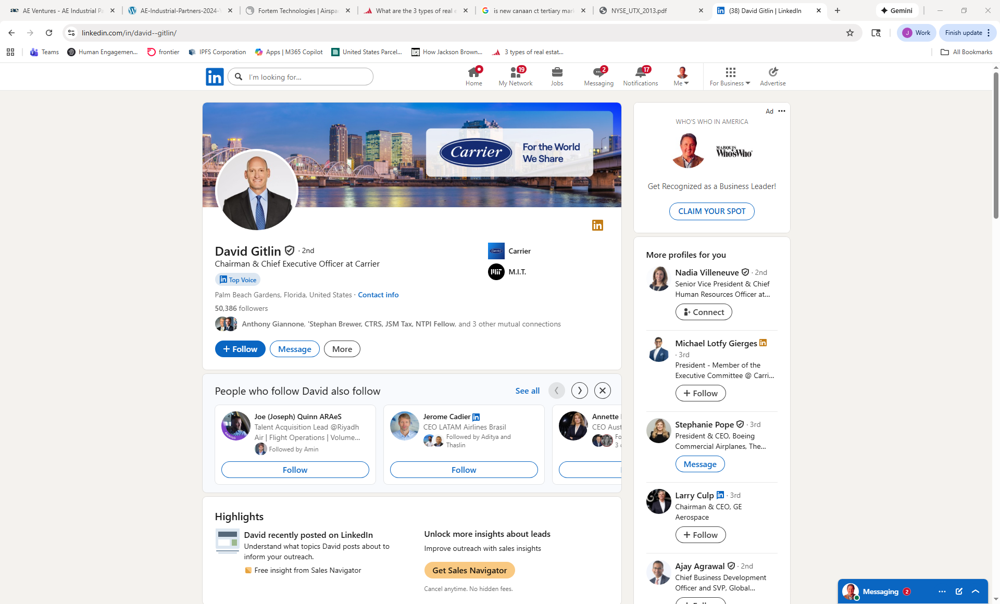 AE Ventures - AE Industrial Pa
AE-Industrial-Partners-2024-
Fortem Technologies | Airspa
What are the 3 types of real e
is new canaan ct tertiary mar
NYSE_UTX_2013.pdf
(38) David Gitlin | LinkedIn
Gemini
linkedin.com/in/david--gitlin/
J
Work
Finish update
Teams
Human Engagemen...
frontier
IPFS Corporation
Apps | M365 Copilot
United States Parcel...
How Jackson Brown...
3 types of real estat...
All Bookmarks
in
I'm looking for...
Home
19
My Network
Jobs
2
Messaging
17
Notifications
Me
For Business
Advertise
Carrier
For the World
We Share
in
David Gitlin · 2nd
Chairman & Chief Executive Officer at Carrier
in Top Voice
Palm Beach Gardens, Florida, United States · Contact info
50,386 followers
Anthony Giannone, 'Stephan Brewer, CTRS, JSM Tax, NTPI Fellow, and 3 other mutual connections
Carrier
Carrier
MIT
M.I.T.
+ Follow
Message
More
People who follow David also follow
See all
#HIRING
Joe (Joseph) Quinn ARAeS
Talent Acquisition Lead @Riyadh
Air | Flight Operations | Volume...
Followed by Amin
Follow
Jerome Cadier in
CEO LATAM Airlines Brasil
Followed by Aditya and
Thaslin
Follow
Annette
CEO Aust
Fo
3
Highlights
David recently posted on LinkedIn
Understand what topics David posts about to
inform your outreach.
Free insight from Sales Navigator
Unlock more insights about leads
Improve outreach with sales insights
Get Sales Navigator
Cancel anytime. No hidden fees.
Ad
WHO'S WHO IN AMERICA
MARQUIS
Who'sWho
Get Recognized as a Business Leader!
CLAIM YOUR SPOT
More profiles for you
Nadia Villeneuve · 2nd
Senior Vice President & Chief
Human Resources Officer at...
Connect
Michael Lotfy Gierges in
· 3rd
President - Member of the
Executive Committee @ Carri...
+ Follow
Stephanie Pope · 3rd
President & CEO, Boeing
Commercial Airplanes, The...
Message
Larry Culp in · 3rd
Chairman & CEO, GE
Aerospace
+ Follow
Ajay Agrawal · 2nd
Chief Business Development
Officer and SVP, Global...
Messaging 2